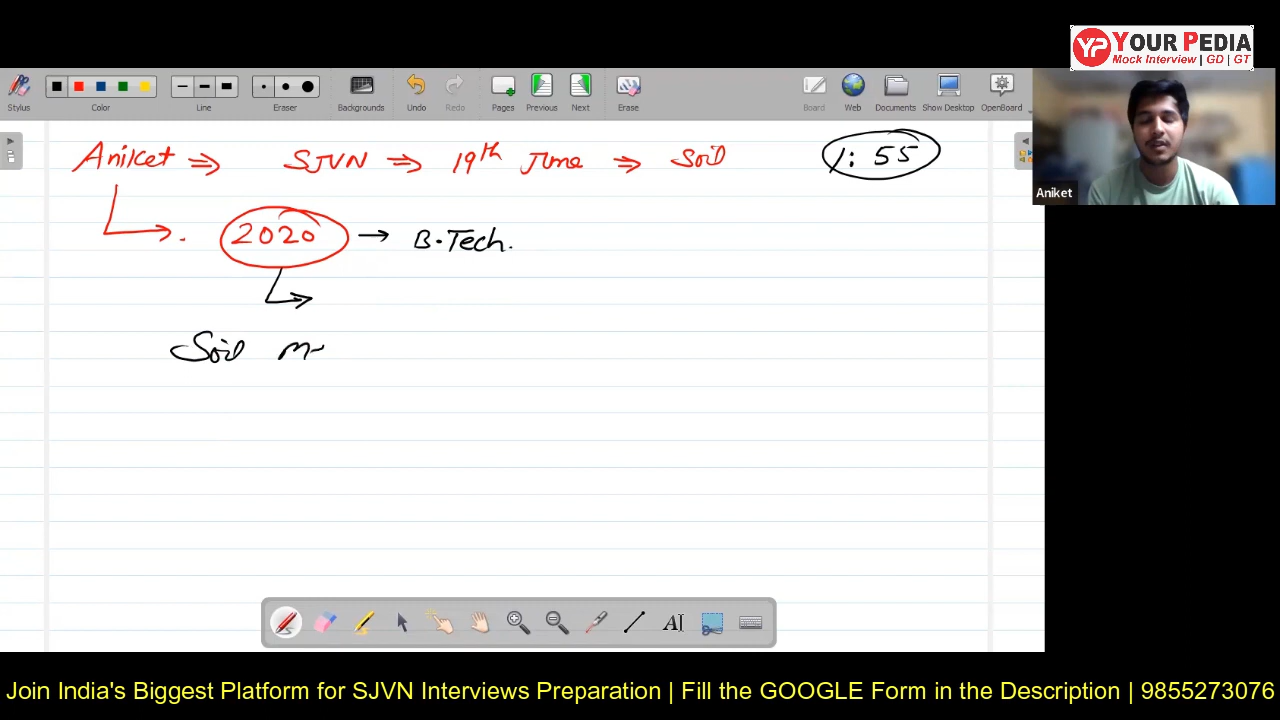 YP YOUR PEDIA
Mock Interview | GD | GT
Stylus Color Line Eraser Backgrounds Undo Redo Pages Previous Next Erase Board Web Documents Show Desktop OpenBoard
Aniket ⇒ SJVN ⇒ 19th June ⇒ Soil 1:55
Aniket
2020 → B.Tech.
Soil m
AI
Join India's Biggest Platform for SJVN Interviews Preparation | Fill the GOOGLE Form in the Description | 9855273076